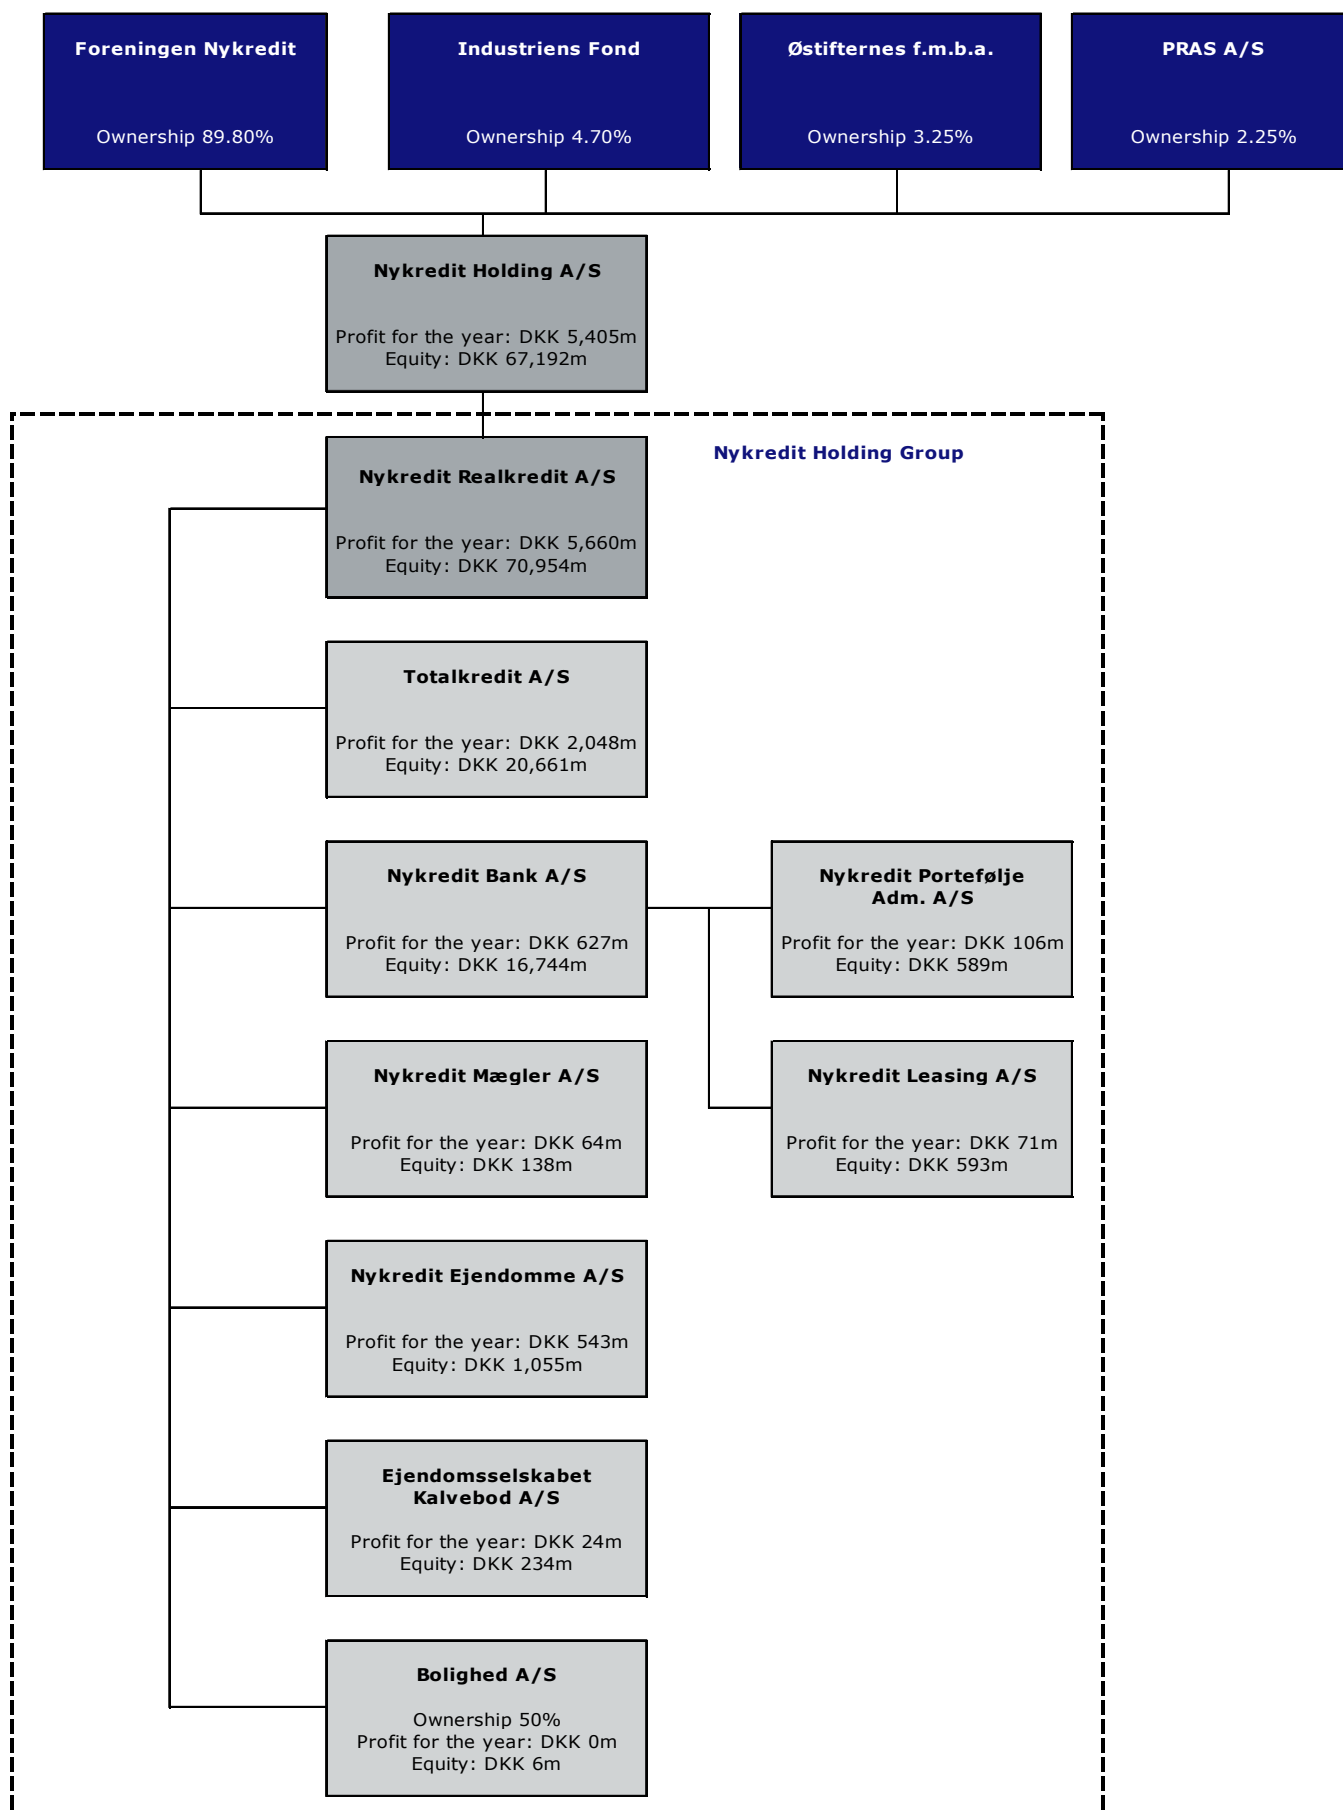 Foreningen Nykredit
Ownership 89.80%
Industriens Fond
Ownership 4.70%
Østifternes f.m.b.a.
Ownership 3.25%
PRAS A/S
Ownership 2.25%
Nykredit Holding A/S
Profit for the year: DKK 5,405m
Equity: DKK 67,192m
Nykredit Holding Group
Nykredit Realkredit A/S
Profit for the year: DKK 5,660m
Equity: DKK 70,954m
Totalkredit A/S
Profit for the year: DKK 2,048m
Equity: DKK 20,661m
Nykredit Bank A/S
Profit for the year: DKK 627m
Equity: DKK 16,744m
Nykredit Portefølje
Adm. A/S
Profit for the year: DKK 106m
Equity: DKK 589m
Nykredit Mægler A/S
Profit for the year: DKK 64m
Equity: DKK 138m
Nykredit Leasing A/S
Profit for the year: DKK 71m
Equity: DKK 593m
Nykredit Ejendomme A/S
Profit for the year: DKK 543m
Equity: DKK 1,055m
Ejendomsselskabet
Kalvebod A/S
Profit for the year: DKK 24m
Equity: DKK 234m
Bolighed A/S
Ownership 50%
Profit for the year: DKK 0m
Equity: DKK 6m